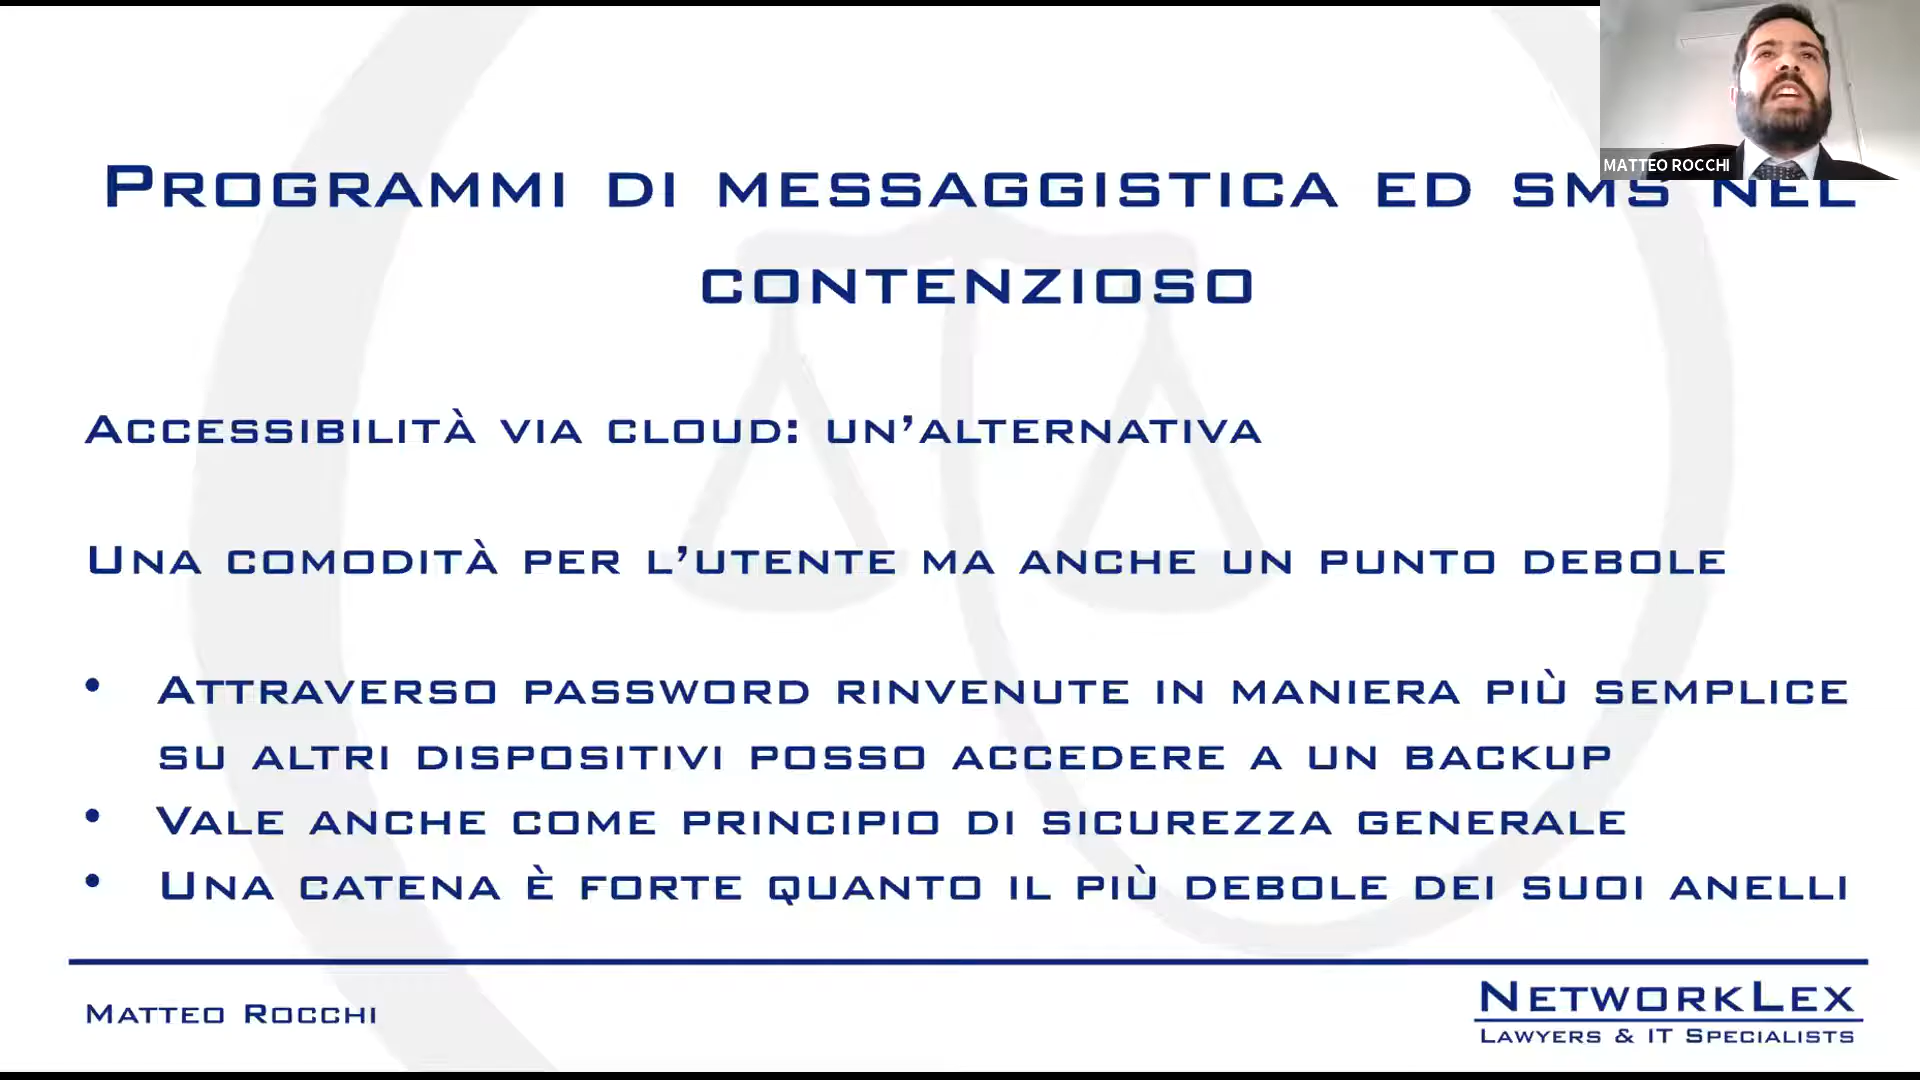 Programmi di messaggistica ed sms nel
contenzioso
MATTEO ROCCHI
Accessibilità via cloud: un'alternativa
Una comodità per l'utente ma anche un punto debole
• Attraverso password rinvenute in maniera più semplice
su altri dispositivi posso accedere a un backup
• Vale anche come principio di sicurezza generale
• Una catena è forte quanto il più debole dei suoi anelli
Matteo Rocchi
NetworkLex
Lawyers & IT Specialists